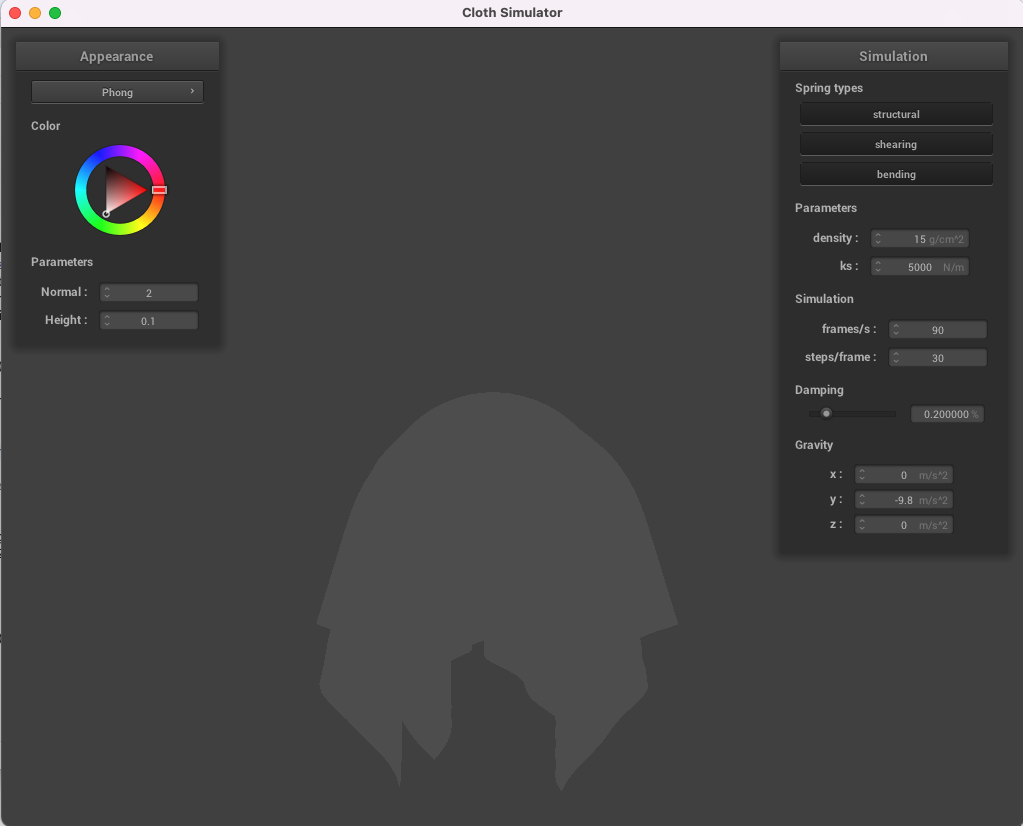 Cloth Simulator
Appearance
Phong
Color
Parameters
Normal : 2
Height : 0.1
Simulation
Spring types
structural
shearing
bending
Parameters
density : 15 g/cm^2
ks : 5000 N/m
Simulation
frames/s : 90
steps/frame : 30
Damping
0.200000 %
Gravity
x : 0 m/s^2
y : -9.8 m/s^2
z : 0 m/s^2